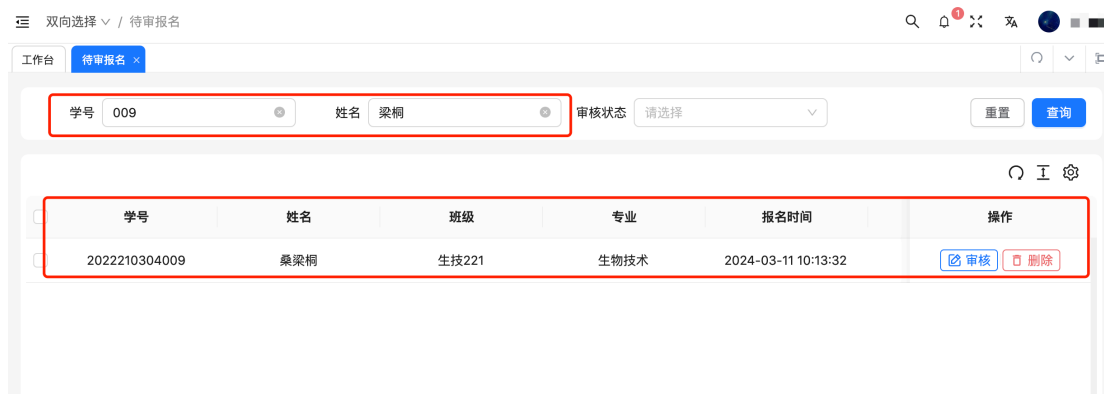 双向选择 / 待审报名
1
工作台 待审报名 ×
学号 009 姓名 梁桐 审核状态 请选择 重置 查询
学号 姓名 班级 专业 报名时间 操作
2022210304009 桑梁桐 生技221 生物技术 2024-03-11 10:13:32 审核 删除